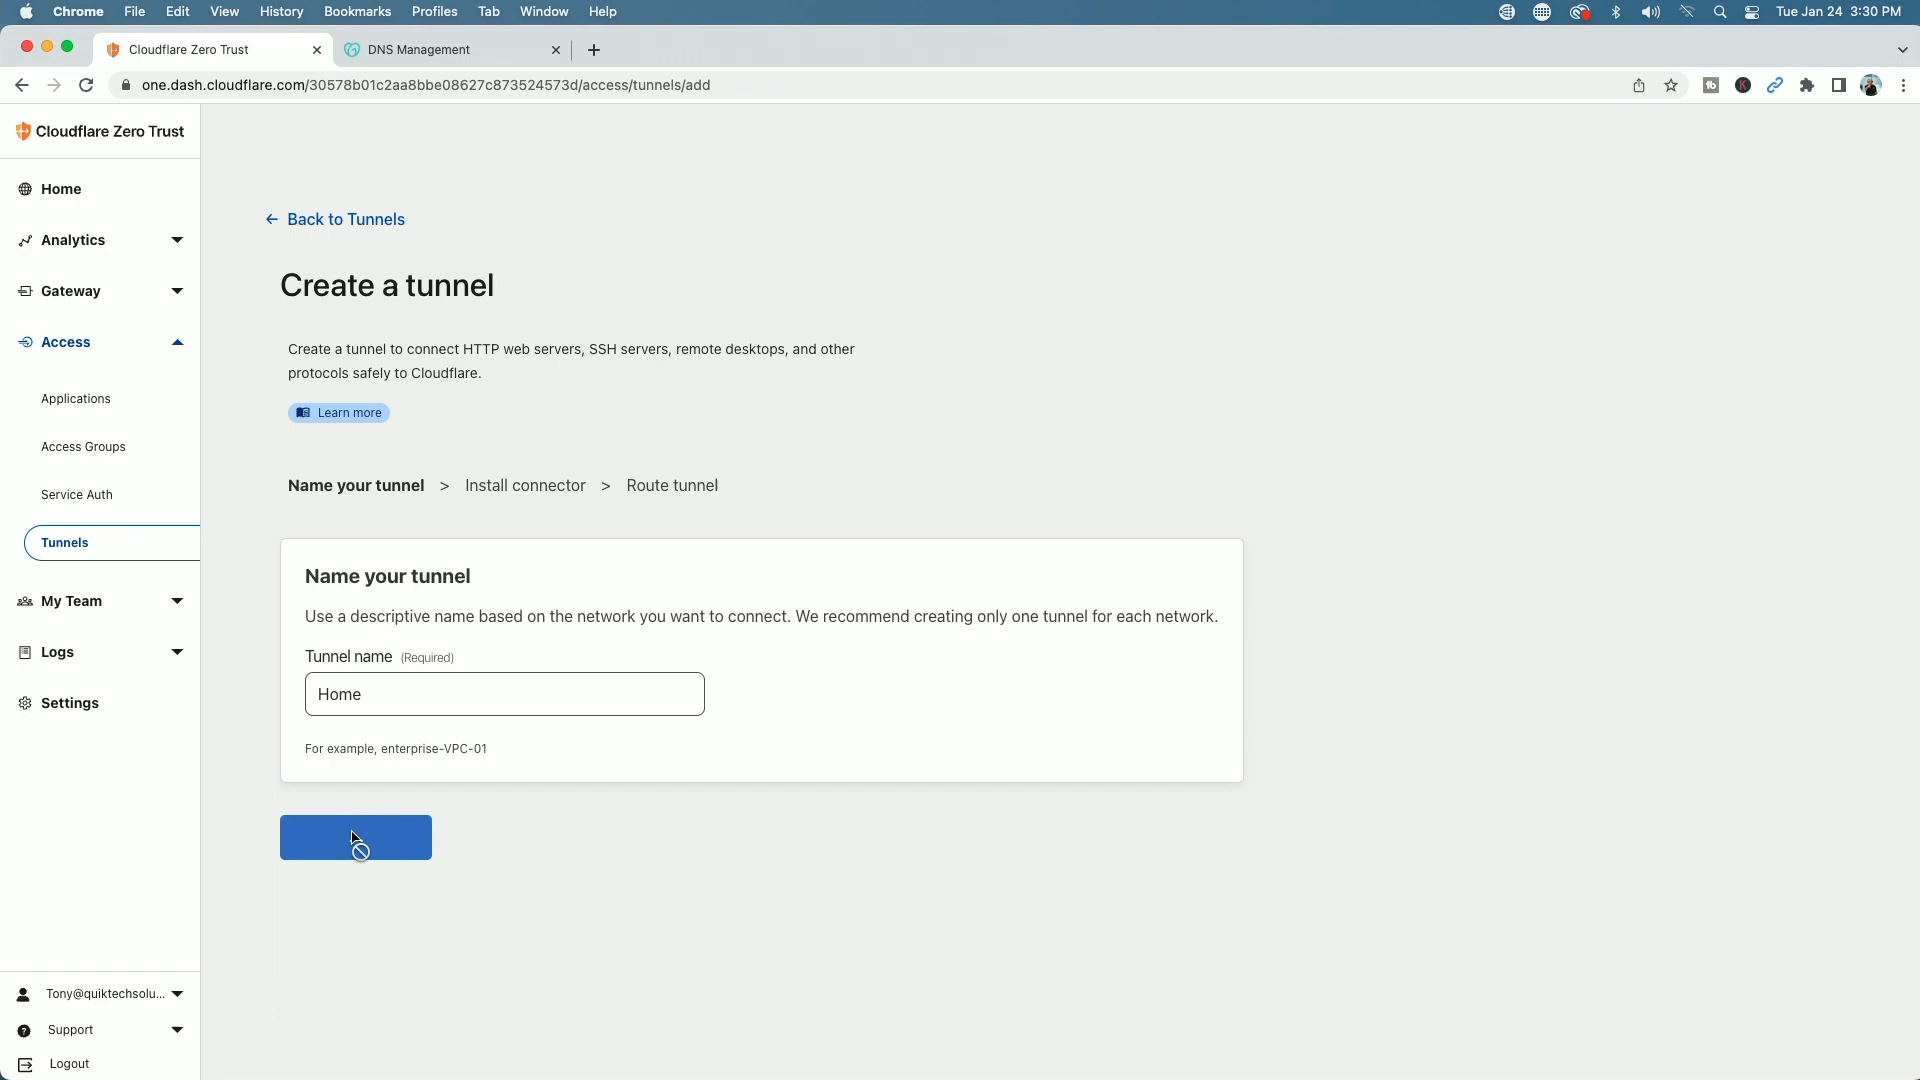 Chrome File Edit View History Bookmarks Profiles Tab Window Help Tue Jan 24 3:30 PM
Cloudflare Zero Trust DNS Management
one.dash.cloudflare.com/30578b01c2aa8bbe08627c873524573d/access/tunnels/add
Cloudflare Zero Trust
Home
Analytics
Gateway
Access
Applications
Access Groups
Service Auth
Tunnels
My Team
Logs
Settings
Tony@quiktechsolu...
Support
Logout
Back to Tunnels
Create a tunnel
Create a tunnel to connect HTTP web servers, SSH servers, remote desktops, and other
protocols safely to Cloudflare.
Learn more
Name your tunnel > Install connector > Route tunnel
Name your tunnel
Use a descriptive name based on the network you want to connect. We recommend creating only one tunnel for each network.
Tunnel name (Required)
Home
For example, enterprise-VPC-01